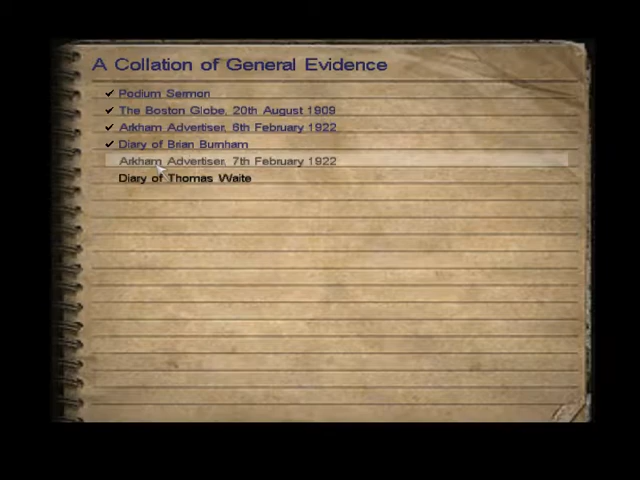 A Collation of General Evidence
✔ Podium Sermon
✔ The Boston Globe, 20th August 1909
✔ Arkham Advertiser, 6th February 1922
✔ Diary of Brian Burnham
Arkham Advertiser, 7th February 1922
Diary of Thomas Waite